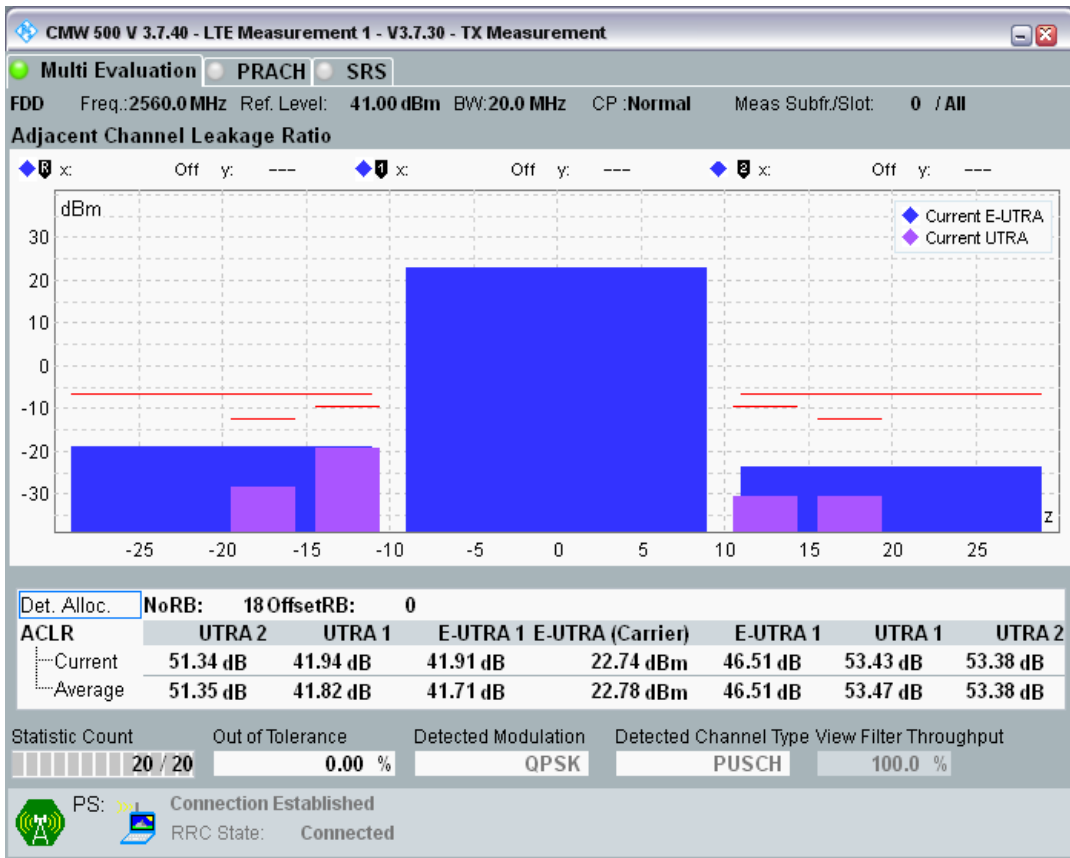 CMW 500 V 3.7.40 - LTE Measurement 1 - V3.7.30 - TX Measurement
Multi Evaluation PRACH SRS
FDD Freq.:2560.0 MHz Ref. Level: 41.00 dBm BW:20.0 MHz CP :Normal Meas Subfr./Slot: 0 / All
Adjacent Channel Leakage Ratio
R x: Off y: --- 1 x: Off y: --- 2 x: Off y: ---
dBm
Current E-UTRA
Current UTRA
30
20
10
0
-10
-20
-30
z
-25 -20 -15 -10 -5 0 5 10 15 20 25
Det. Alloc. NoRB: 18 OffsetRB: 0
ACLR UTRA 2 UTRA 1 E-UTRA 1 E-UTRA (Carrier) E-UTRA 1 UTRA 1 UTRA 2
Current 51.34 dB 41.94 dB 41.91 dB 22.74 dBm 46.51 dB 53.43 dB 53.38 dB
Average 51.35 dB 41.82 dB 41.71 dB 22.78 dBm 46.51 dB 53.47 dB 53.38 dB
Statistic Count Out of Tolerance Detected Modulation Detected Channel Type View Filter Throughput
20 / 20 0.00 % QPSK PUSCH 100.0 %
PS: Connection Established
RRC State: Connected